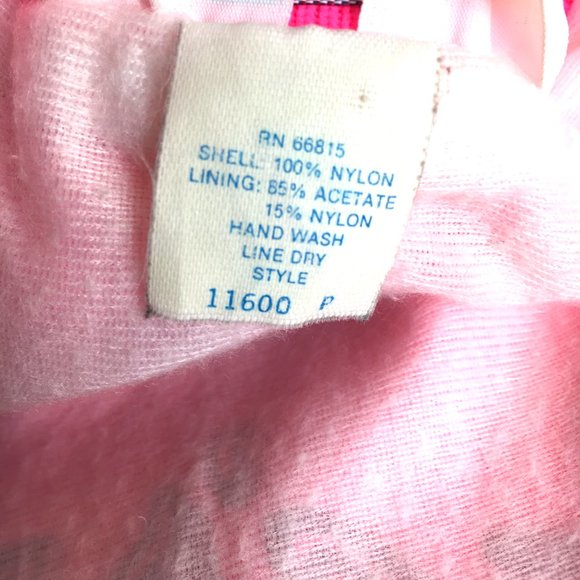 RN 66815
SHELL: 100% NYLON
LINING: 85% ACETATE
15% NYLON
HAND WASH
LINE DRY
STYLE
11600 P